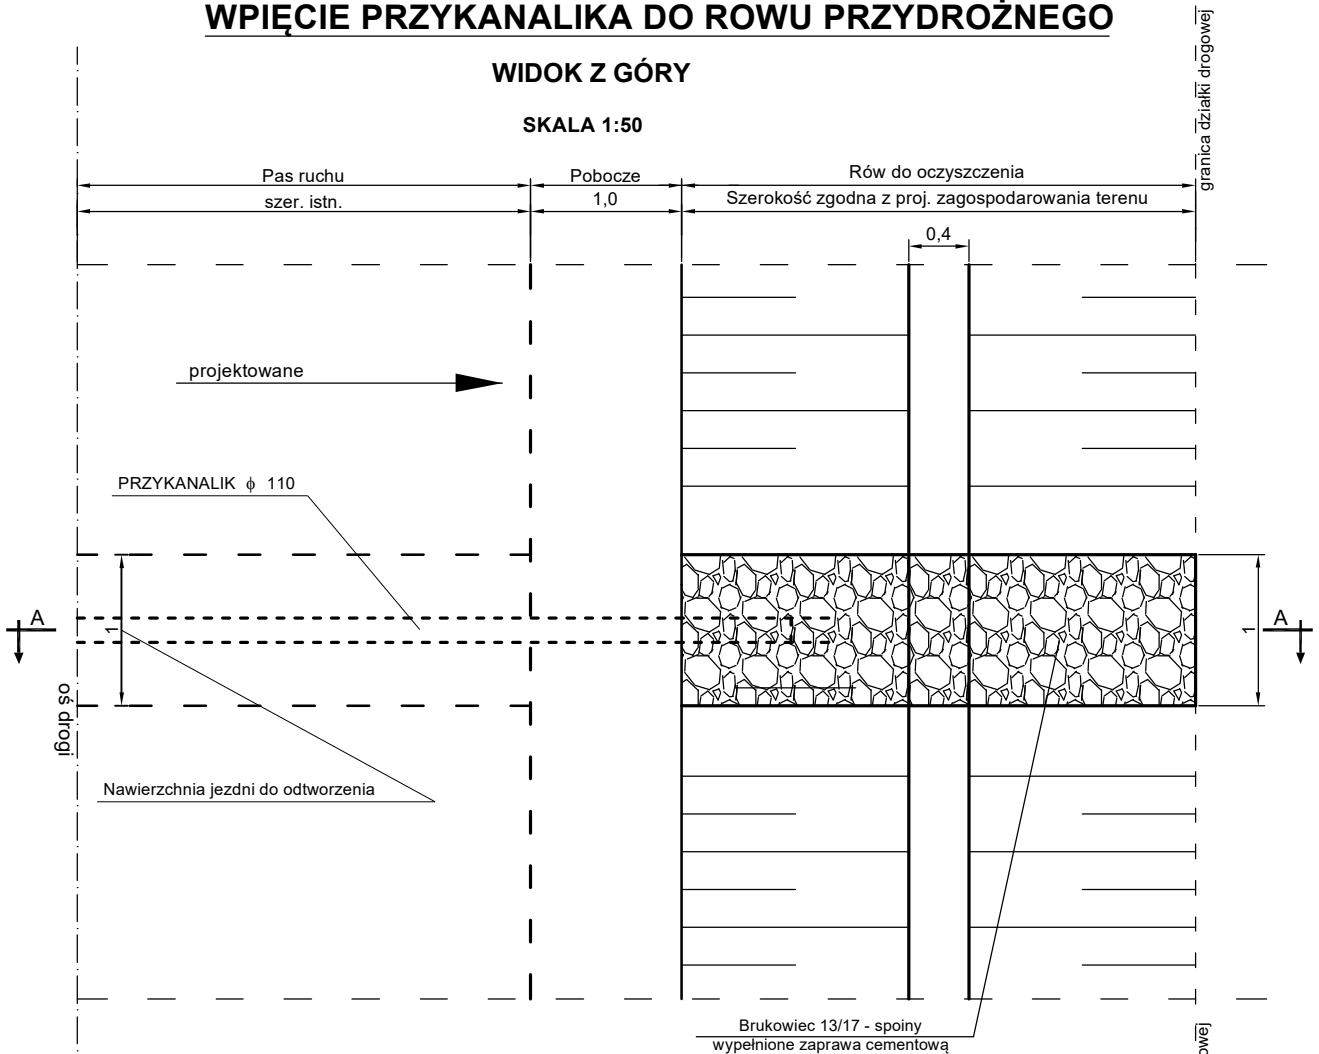 WPIĘCIE PRZYKANALIKA DO ROWU PRZYDROŻNEGO
WIDOK Z GÓRY
SKALA 1:50
granica działki drogowej
Pas ruchu
Pobocze
Rów do oczyszczenia
szer. istn.
1,0
Szerokość zgodna z proj. zagospodarowania terenu
0,4
projektowane
PRZYKANALIK ϕ 110
A
1
1
A
oś drogi
Nawierzchnia jezdni do odtworzenia
Brukowiec 13/17 - spoiny
wypełnione zaprawa cementową